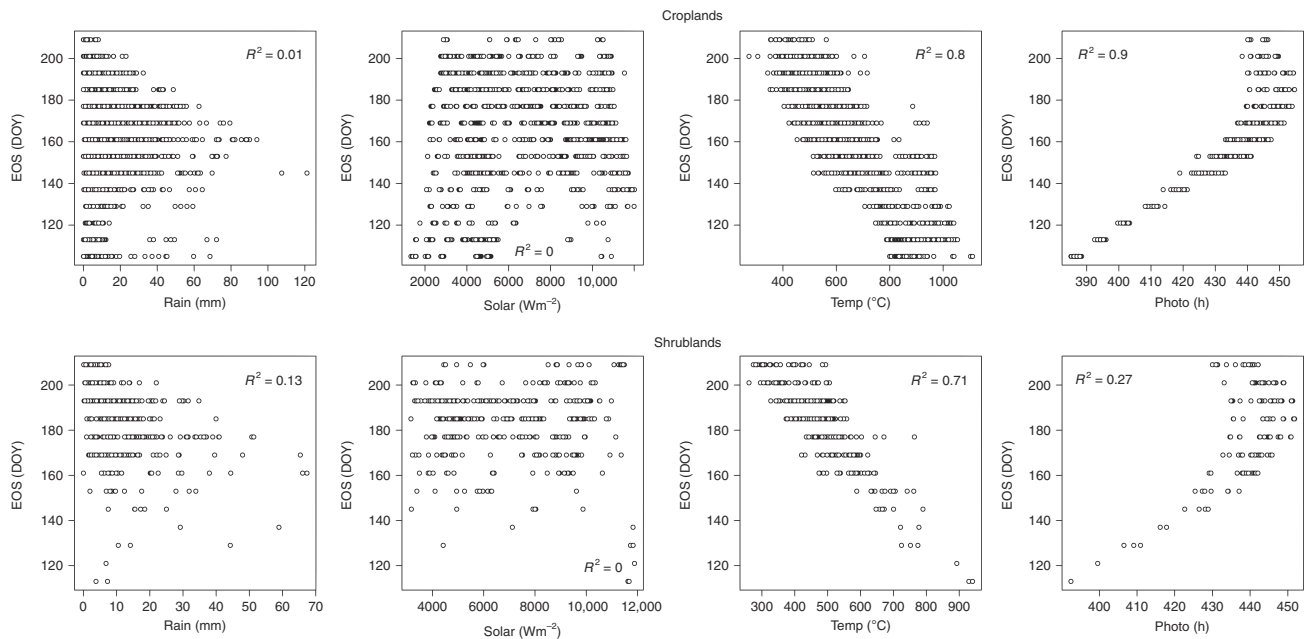 Croplands
R² = 0.01
EOS (DOY)
200
180
160
140
120
0 20 40 60 80 100 120
Rain (mm)
R² = 0
EOS (DOY)
200
180
160
140
120
2000 4000 6000 8000 10,000
Solar (Wm⁻²)
R² = 0.8
EOS (DOY)
200
180
160
140
120
400 600 800 1000
Temp (°C)
R² = 0.9
EOS (DOY)
200
180
160
140
120
390 400 410 420 430 440 450
Photo (h)
Shrublands
R² = 0.13
EOS (DOY)
200
180
160
140
120
0 10 20 30 40 50 60 70
Rain (mm)
R² = 0
EOS (DOY)
200
180
160
140
120
4000 6000 8000 10,000 12,000
Solar (Wm⁻²)
R² = 0.71
EOS (DOY)
200
180
160
140
120
300 400 500 600 700 800 900
Temp (°C)
R² = 0.27
EOS (DOY)
200
180
160
140
120
400 410 420 430 440 450
Photo (h)